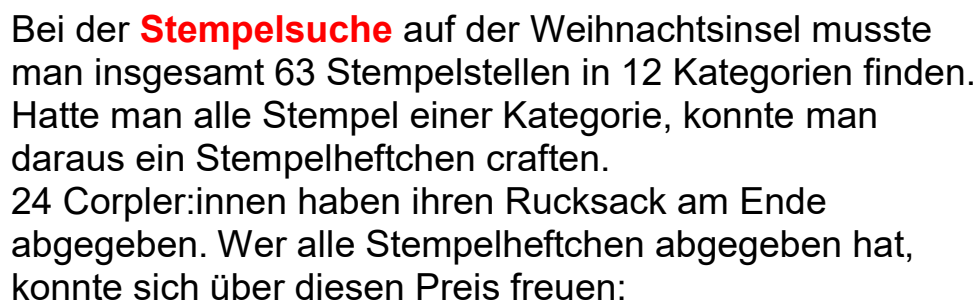 Bei der Stempelsuche auf der Weihnachtsinsel musste
man insgesamt 63 Stempelstellen in 12 Kategorien finden.
Hatte man alle Stempel einer Kategorie, konnte man
daraus ein Stempelheftchen craften.
24 Corpler:innen haben ihren Rucksack am Ende
abgegeben. Wer alle Stempelheftchen abgegeben hat,
konnte sich über diesen Preis freuen: